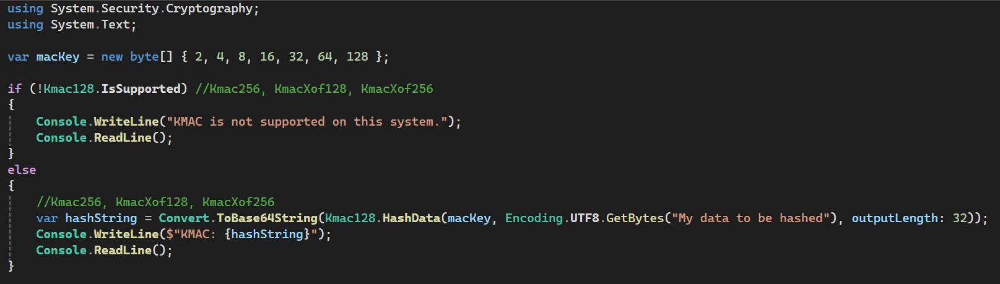 using System.Security.Cryptography;
using System.Text;

var macKey = new byte[] { 2, 4, 8, 16, 32, 64, 128 };

if (!Kmac128.IsSupported) //Kmac256, KmacXof128, KmacXof256
{
    Console.WriteLine("KMAC is not supported on this system.");
    Console.ReadLine();
}
else
{
    //Kmac256, KmacXof128, KmacXof256
    var hashString = Convert.ToBase64String(Kmac128.HashData(macKey, Encoding.UTF8.GetBytes("My data to be hashed"), outputLength: 32));
    Console.WriteLine($"KMAC: {hashString}");
    Console.ReadLine();
}